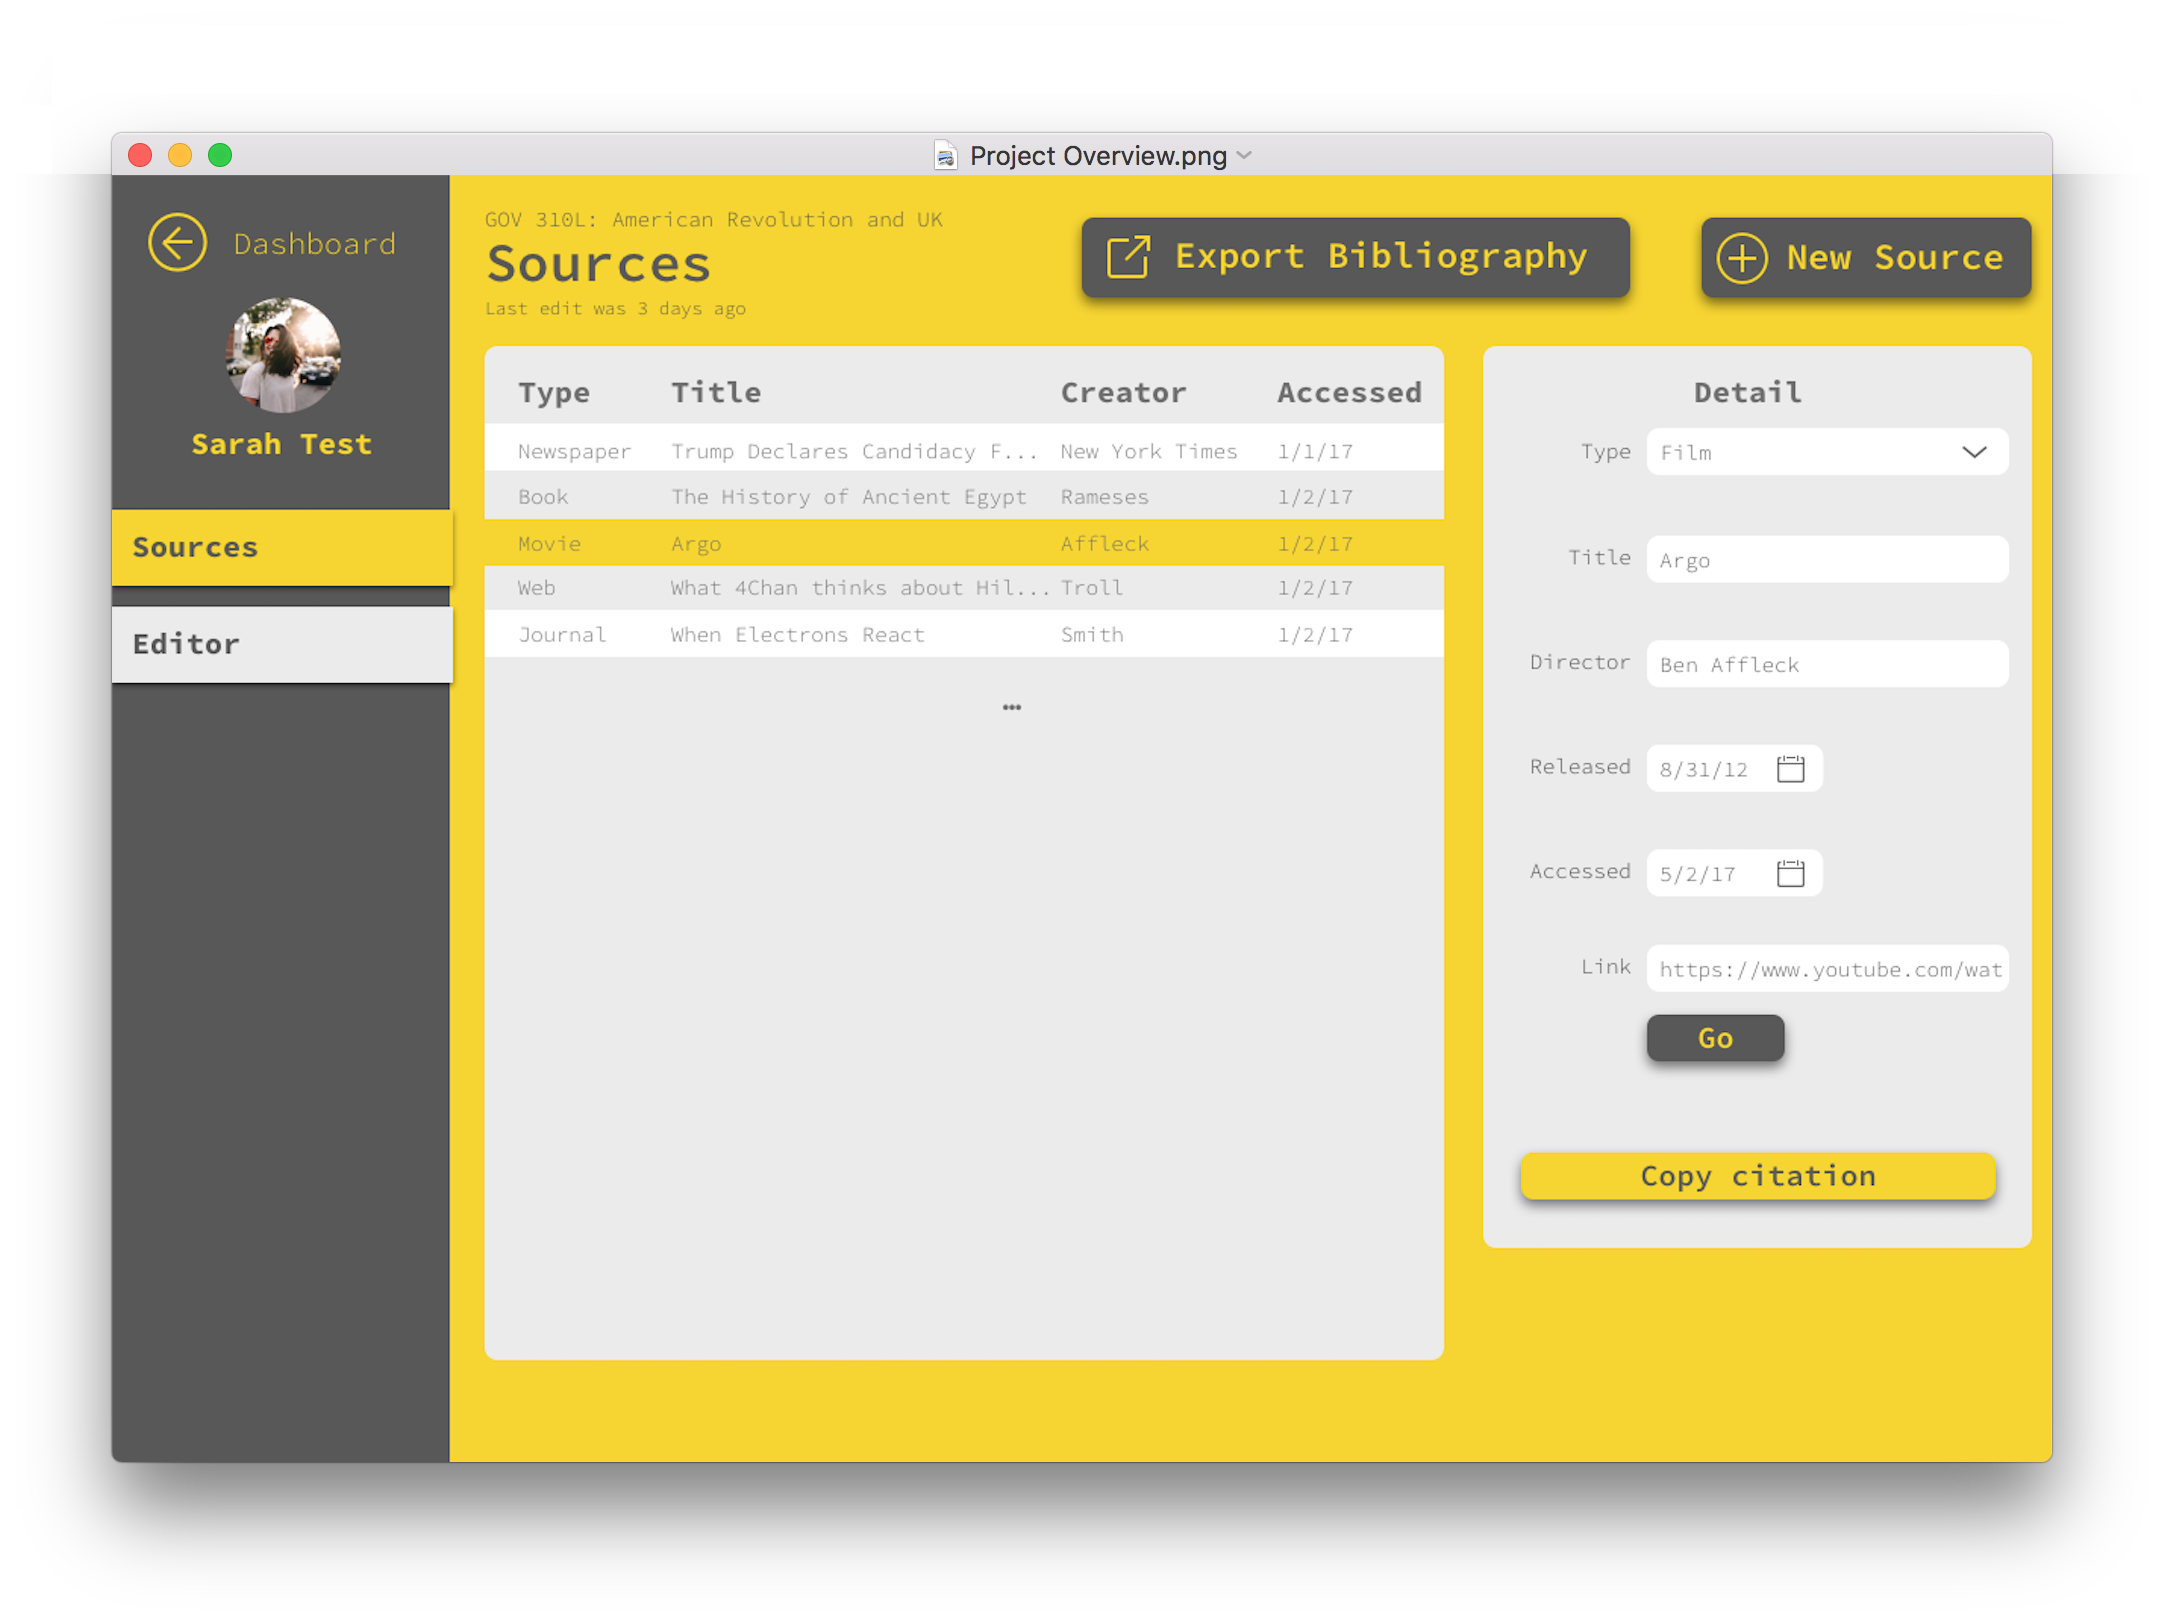 Project Overview.png
Dashboard
Sarah Test
Sources
Editor
GOV 310L: American Revolution and UK
Sources
Last edit was 3 days ago
Export Bibliography
New Source
Type Title Creator Accessed
Newspaper Trump Declares Candidacy F... New York Times 1/1/17
Book The History of Ancient Egypt Rameses 1/2/17
Movie Argo Affleck 1/2/17
Web What 4Chan thinks about Hil... Troll 1/2/17
Journal When Electrons React Smith 1/2/17
...
Detail
Type Film
Title Argo
Director Ben Affleck
Released 8/31/12
Accessed 5/2/17
Link https://www.youtube.com/wat
Go
Copy citation